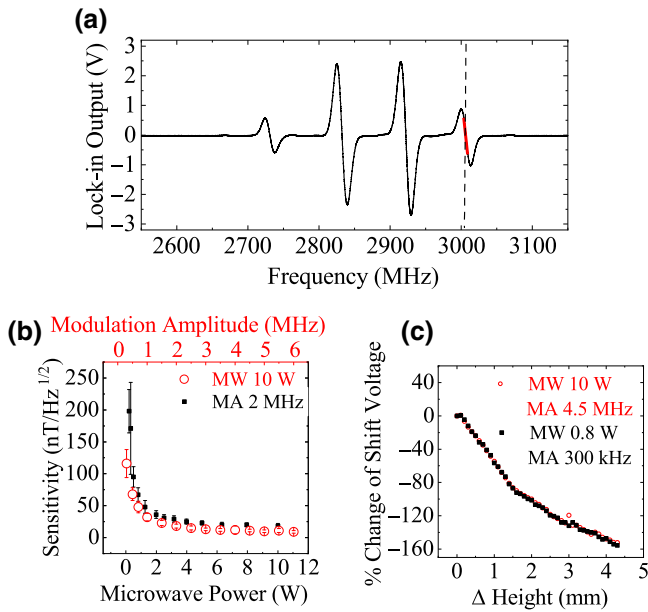 (a)
Lock-in Output (V)
3
2
1
0
-1
-2
-3
2600 2700 2800 2900 3000 3100
Frequency (MHz)
(b)
Modulation Amplitude (MHz)
0 1 2 3 4 5 6
MW 10 W
MA 2 MHz
Sensitivity (nT/Hz 1/2)
250
200
150
100
50
0
0 2 4 6 8 10 12
Microwave Power (W)
(c)
% Change of Shift Voltage
40
0
-40
-80
-120
-160
MW 10 W
MA 4.5 MHz
MW 0.8 W
MA 300 kHz
0 1 2 3 4 5
Δ Height (mm)